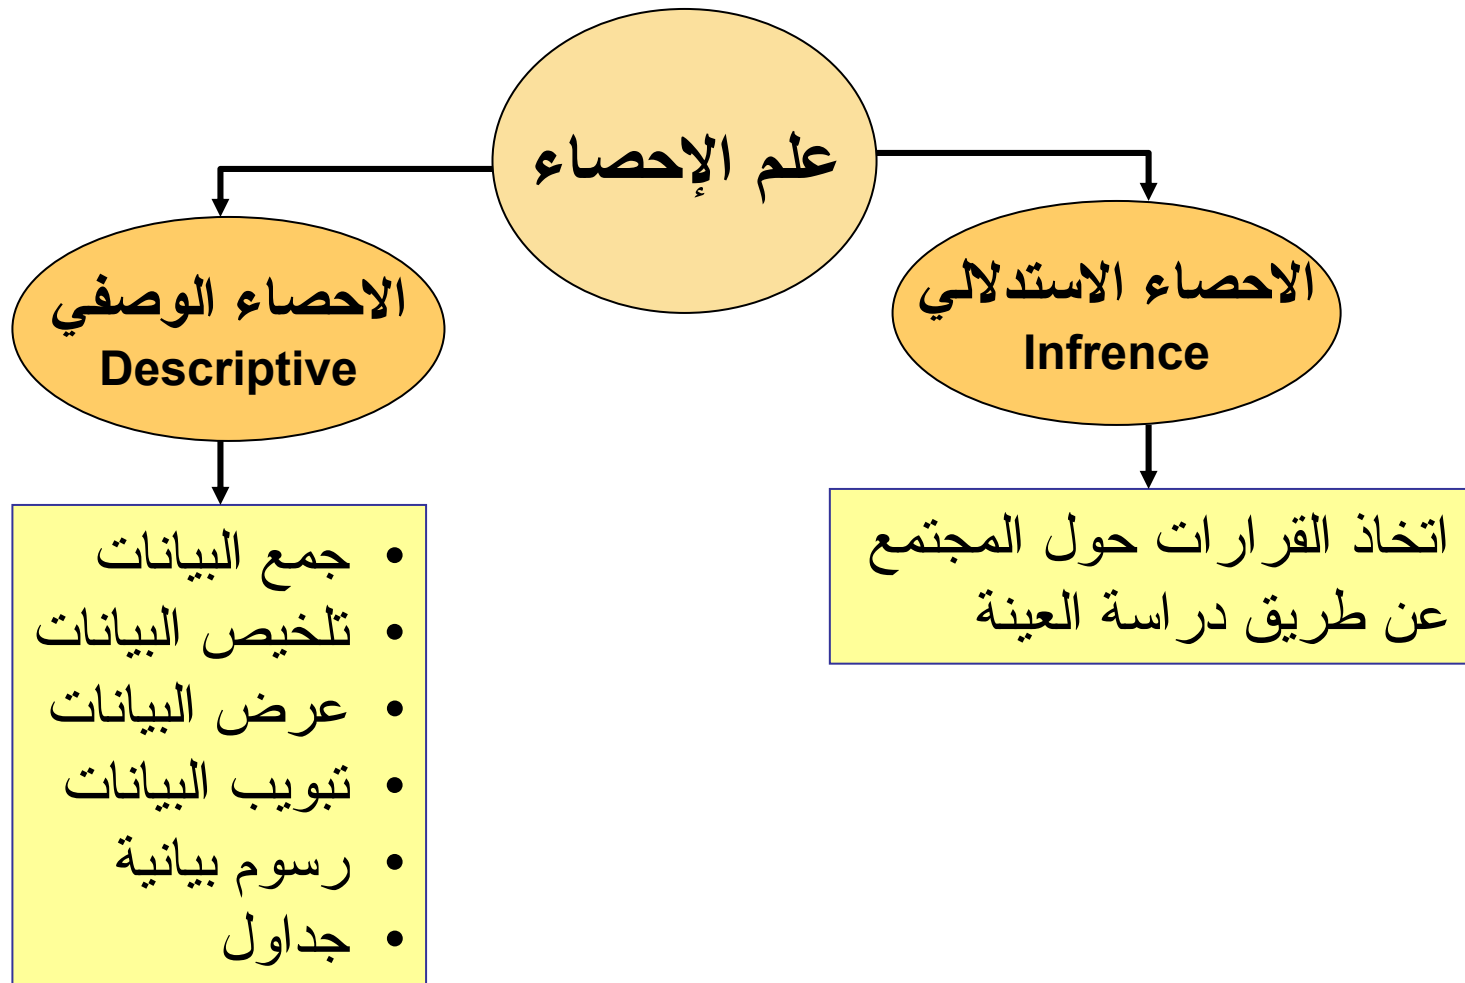 علم الإحصاء
الاحصاء الاستدلالي
Infrence
اتخاذ القرارات حول المجتمع
عن طريق دراسة العينة
الاحصاء الوصفي
Descriptive
• جمع البيانات
• تلخيص البيانات
• عرض البيانات
• تبويب البيانات
• رسوم بيانية
• جداول